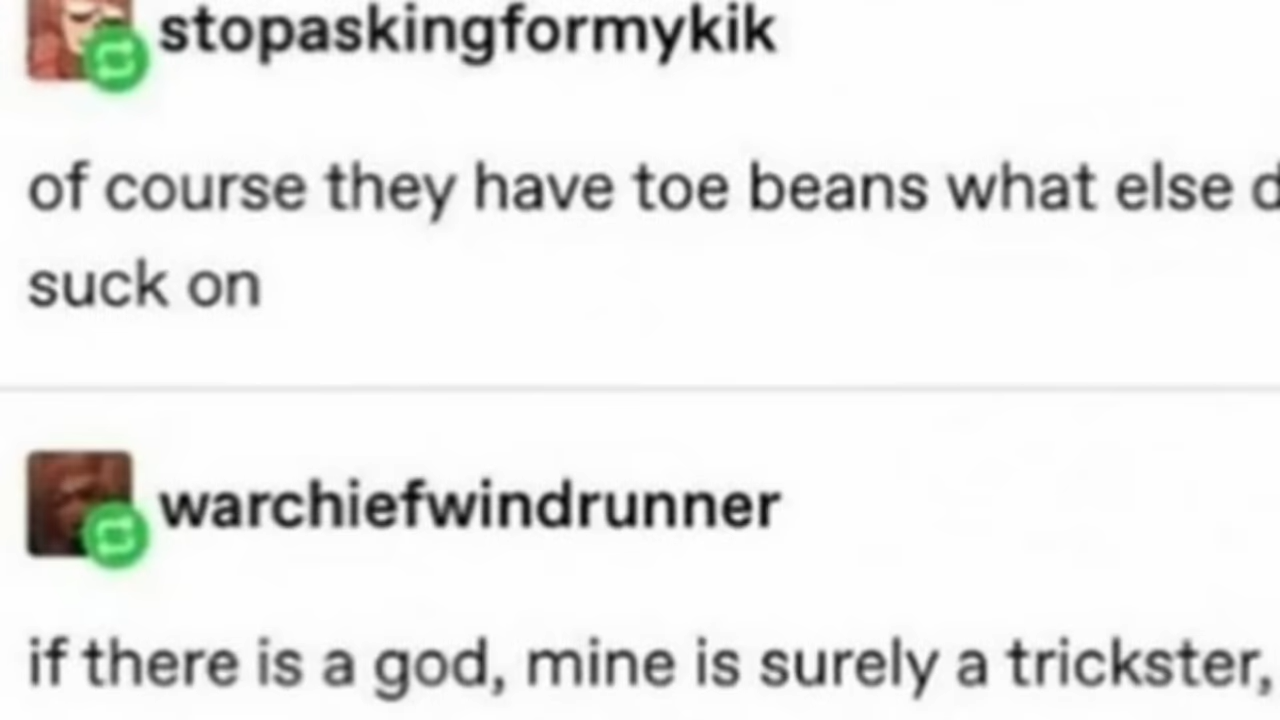 stopaskingformykik
of course they have toe beans what else d
suck on
warchiefwindrunner
if there is a god, mine is surely a trickster,